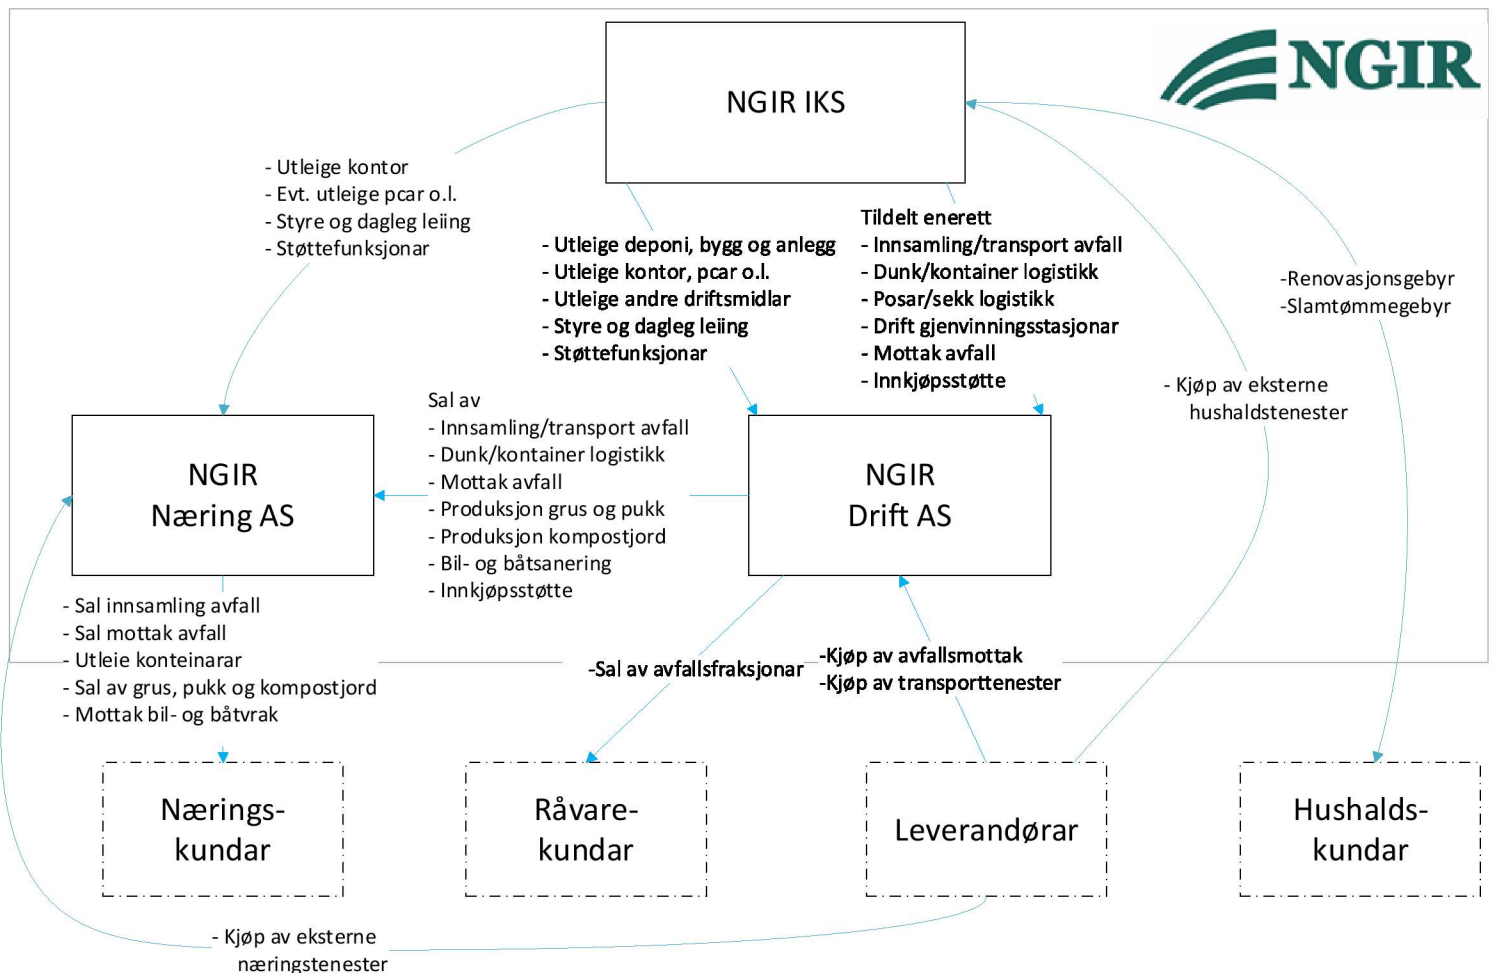 NGIR
NGIR IKS
- Utleige kontor
- Evt. utleige pcar o.l.
- Styre og dagleg leiing
- Støttefunksjonar
- Utleige deponi, bygg og anlegg
- Utleige kontor, pcar o.l.
- Utleige andre driftsmidlar
- Styre og dagleg leiing
- Støttefunksjonar
Tildelt enerett
- Innsamling/transport avfall
- Dunk/kontainer logistikk
- Posar/sekk logistikk
- Drift gjenvinningsstasjonar
- Mottak avfall
- Innkjøpsstøtte
-Renovasjonsgebyr
-Slamtømmegebyr
- Kjøp av eksterne
hushaldstenester
NGIR
Næring AS
Sal av
- Innsamling/transport avfall
- Dunk/kontainer logistikk
- Mottak avfall
- Produksjon grus og pukk
- Produksjon kompostjord
- Bil- og båtsanering
- Innkjøpsstøtte
NGIR
Drift AS
- Sal innsamling avfall
- Sal mottak avfall
- Utleie konteinarar
- Sal av grus, pukk og kompostjord
- Mottak bil- og båtvrak
-Sal av avfallsfraksjonar
-Kjøp av avfallsmottak
-Kjøp av transporttenester
Nærings-
kundar
Råvare-
kundar
Leverandørar
Hushalds-
kundar
- Kjøp av eksterne
næringstenester